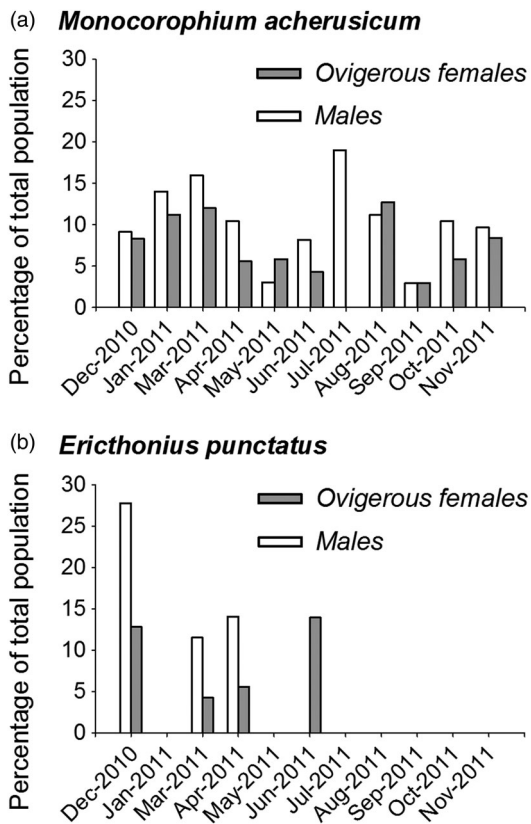 (a) Monocorophium acherusicum
Percentage of total population
30
25
20
15
10
5
0
Ovigerous females
Males
Dec-2010
Jan-2011
Mar-2011
Apr-2011
May-2011
Jun-2011
Jul-2011
Aug-2011
Sep-2011
Oct-2011
Nov-2011
(b) Ericthonius punctatus
Percentage of total population
30
25
20
15
10
5
0
Ovigerous females
Males
Dec-2010
Jan-2011
Mar-2011
Apr-2011
May-2011
Jun-2011
Jul-2011
Aug-2011
Sep-2011
Oct-2011
Nov-2011